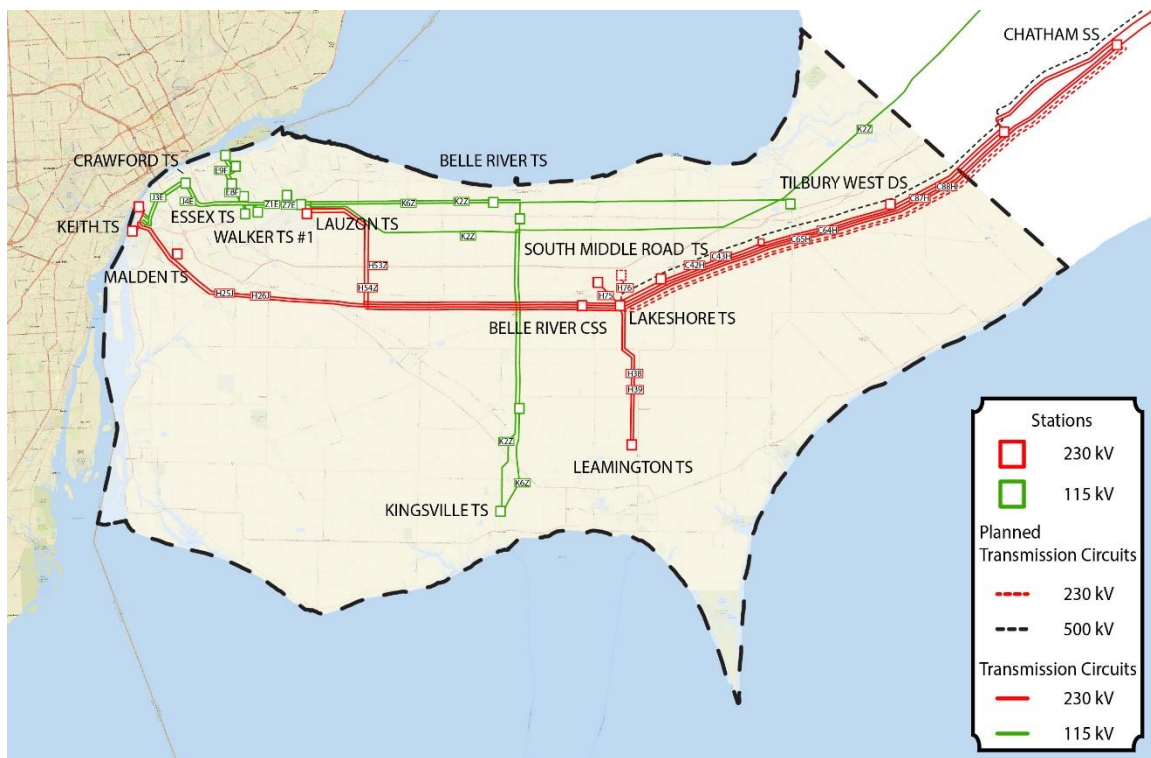 CHATHAM SS
K2Z
CRAWFORD TS
BELLE RIVER TS
E9F
E8F
TILBURY WEST DS
C88H
C87H
J3E
J4E
ESSEX TS
Z1E
Z7E
K6Z
K2Z
KEITH TS
WALKER TS #1
LAUZON TS
K2Z
C64H
C65H
SOUTH MIDDLE ROAD TS
C43H
C42H
MALDEN TS
H53Z
H54Z
H76
H75
H25J
H26J
BELLE RIVER CSS
LAKESHORE TS
H38
H39
LEAMINGTON TS
K2Z
K6Z
KINGSVILLE TS
Stations
230 kV
115 kV
Planned
Transmission Circuits
230 kV
500 kV
Transmission Circuits
230 kV
115 kV